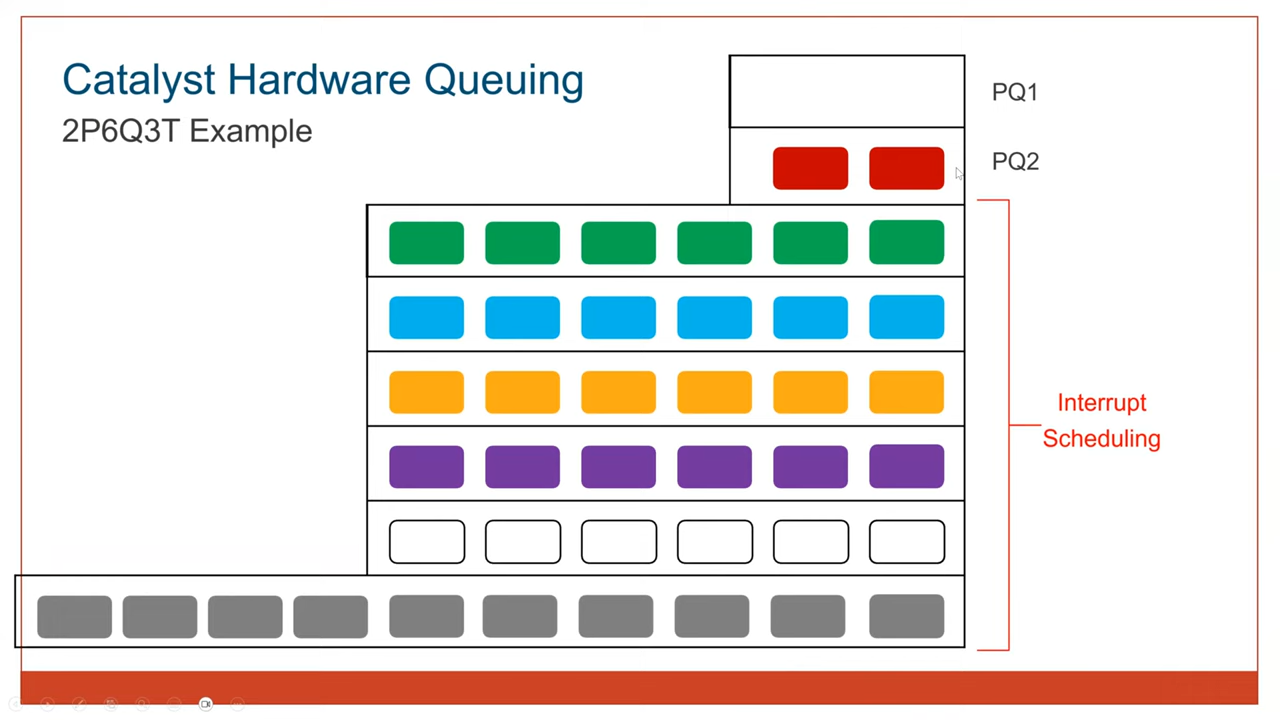 Catalyst Hardware Queuing
2P6Q3T Example
PQ1
PQ2
Interrupt
Scheduling